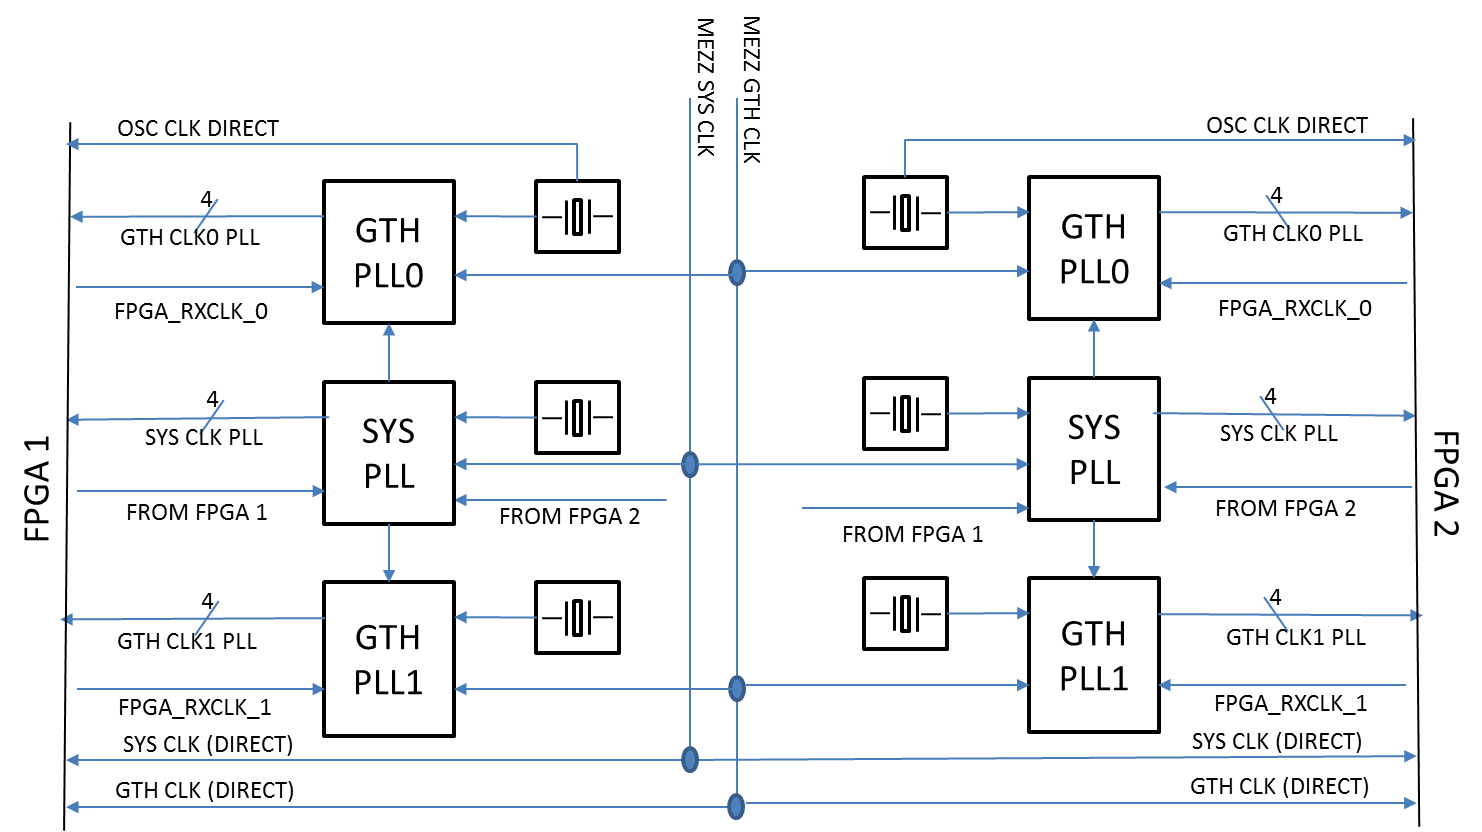 MEZZ SYS CLK
MEZZ GTH CLK
OSC CLK DIRECT
OSC CLK DIRECT
4
GTH CLK0 PLL
GTH
PLL0
GTH
PLL0
4
GTH CLK0 PLL
FPGA_RXCLK_0
FPGA_RXCLK_0
FPGA 1
4
SYS CLK PLL
SYS
PLL
SYS
PLL
4
SYS CLK PLL
FPGA 2
FROM FPGA 1
FROM FPGA 2
FROM FPGA 1
FROM FPGA 2
4
GTH CLK1 PLL
GTH
PLL1
GTH
PLL1
4
GTH CLK1 PLL
FPGA_RXCLK_1
FPGA_RXCLK_1
SYS CLK (DIRECT)
SYS CLK (DIRECT)
GTH CLK (DIRECT)
GTH CLK (DIRECT)